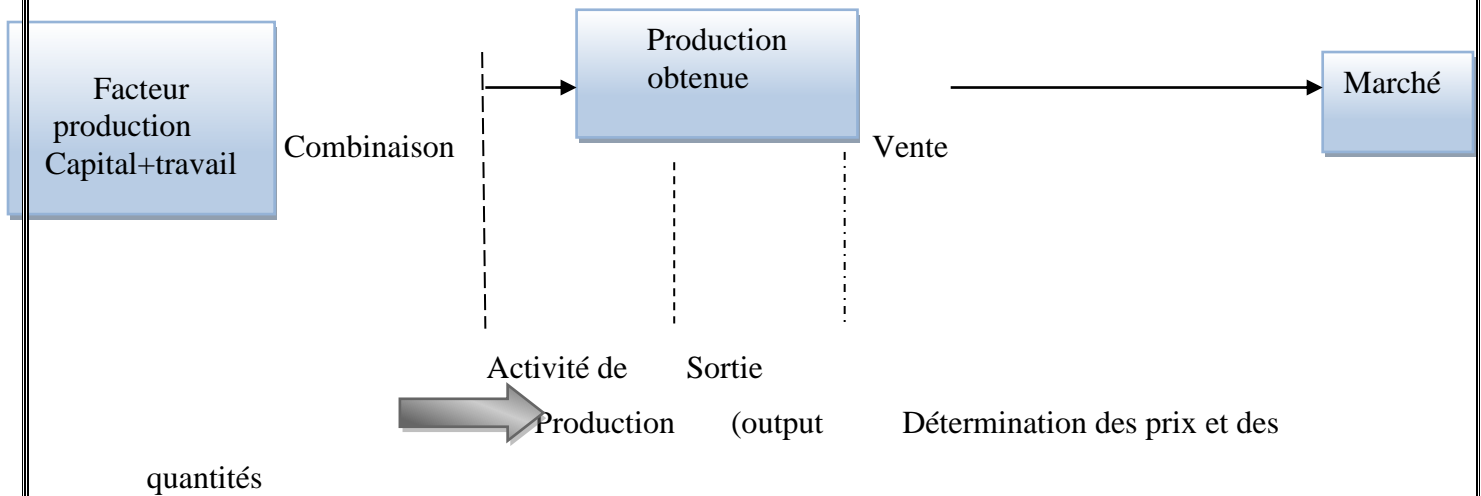 Facteur
production
Capital+travail
Combinaison
Production
obtenue
Vente
Marché
Activité de Sortie
Production (output Détermination des prix et des
quantités